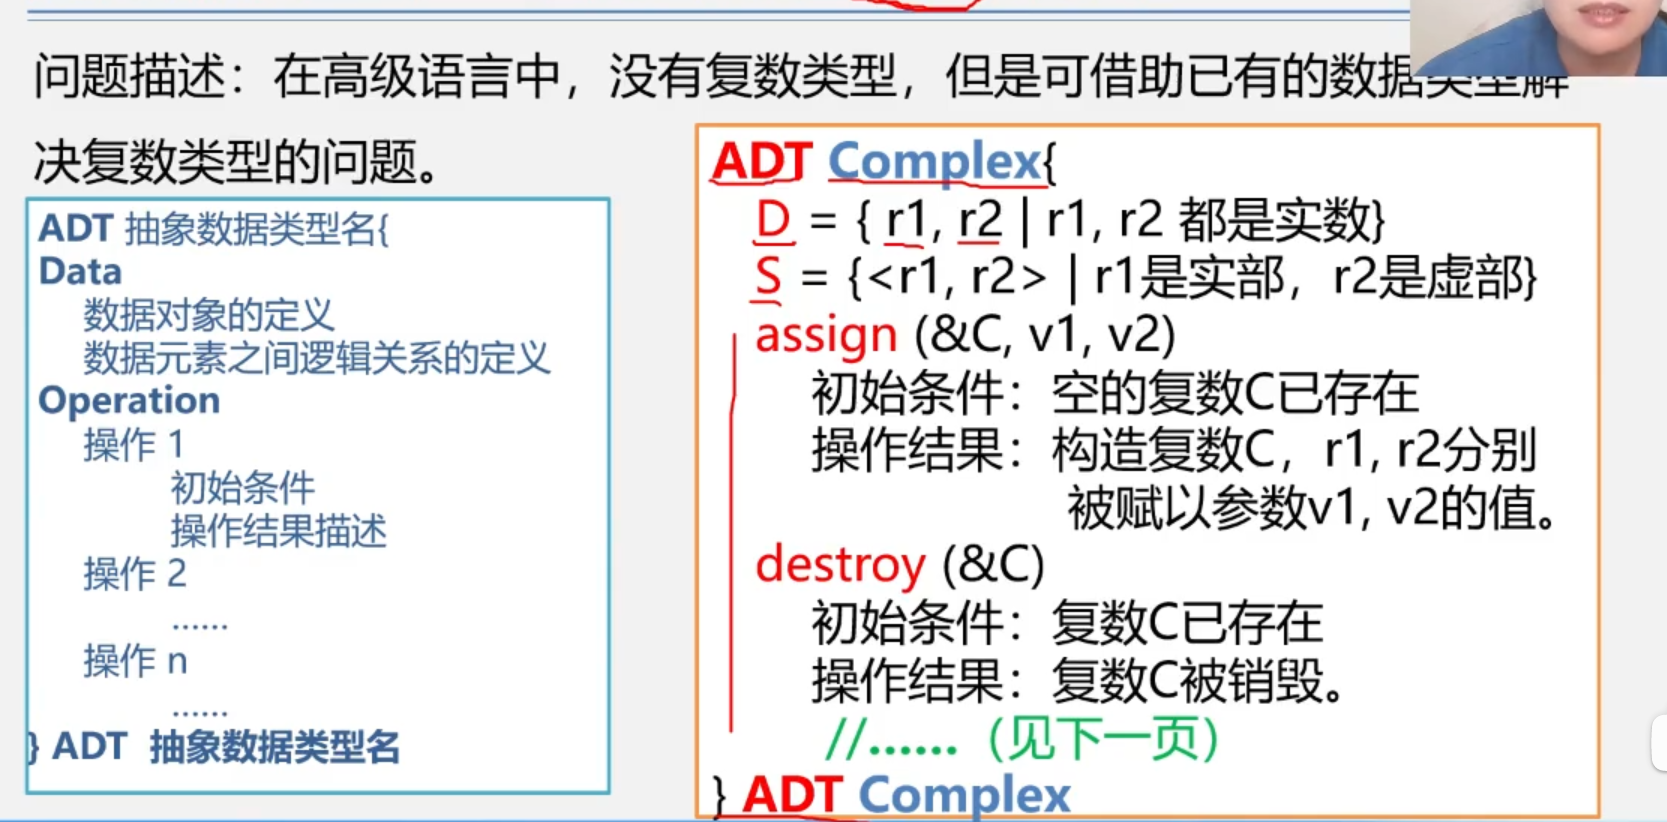 问题描述：在高级语言中，没有复数类型，但是可借助已有的数据类型解
决复数类型的问题。
ADT 抽象数据类型名{
Data
数据对象的定义
数据元素之间逻辑关系的定义
Operation
操作 1
初始条件
操作结果描述
操作 2
……
操作 n
……
} ADT 抽象数据类型名
ADT Complex{
D = { r1, r2 | r1, r2 都是实数}
S = {<r1, r2> | r1是实部，r2是虚部}
assign (&C, v1, v2)
初始条件：空的复数C已存在
操作结果：构造复数C，r1, r2分别
被赋以参数v1, v2的值。
destroy (&C)
初始条件：复数C已存在
操作结果：复数C被销毁。
//……（见下一页）
} ADT Complex